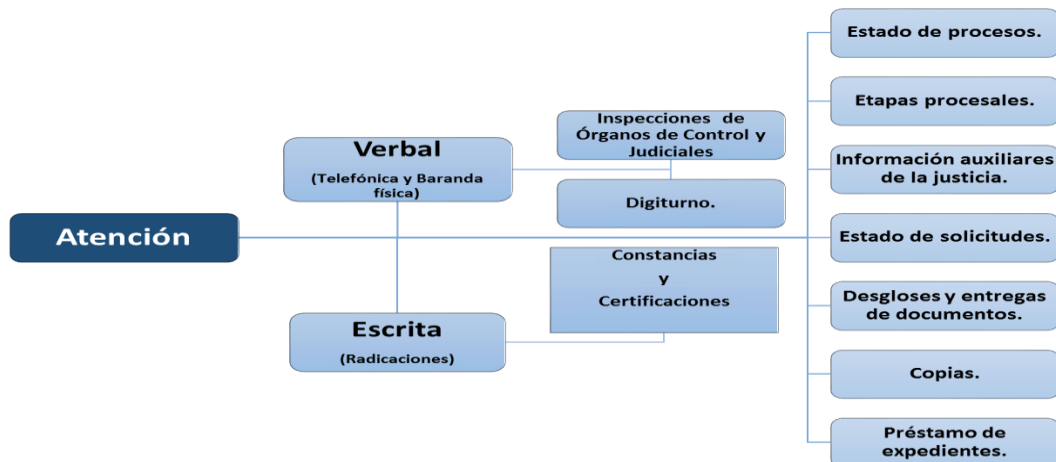 Atención
Verbal
(Telefónica y Baranda
física)
Escrita
(Radicaciones)
Inspecciones de
Órganos de Control y
Judiciales
Digiturno.
Constancias
y
Certificaciones
Estado de procesos.
Etapas procesales.
Información auxiliares
de la justicia.
Estado de solicitudes.
Desgloses y entregas
de documentos.
Copias.
Préstamo de
expedientes.